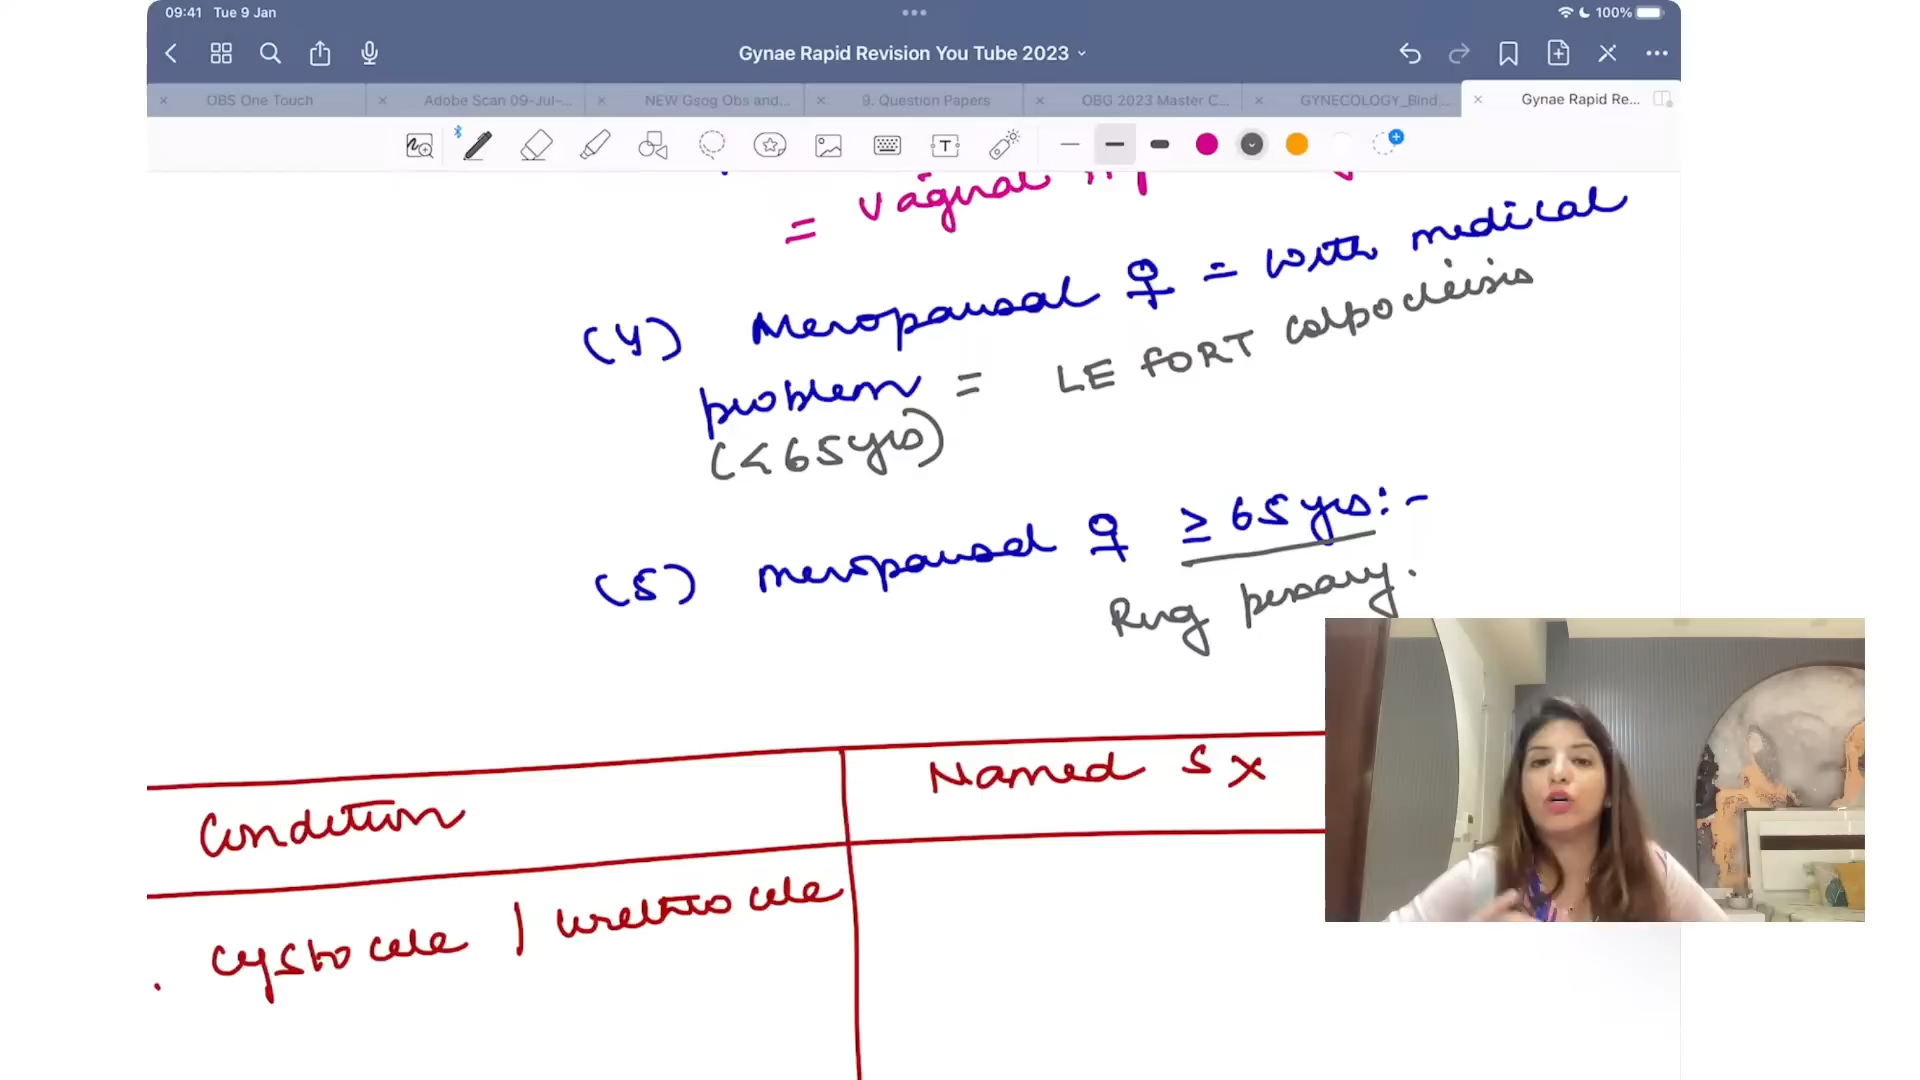 09:41 Tue 9 Jan
100%
Gynae Rapid Revision You Tube 2023
OBS One Touch
Adobe Scan 09-Jul-...
NEW Gsog Obs and...
9. Question Papers
OBG 2023 Master C...
GYNECOLOGY_Bind...
Gynae Rapid Re...
= vaginal
(4) Menopausal ♀ = with medical
problem = LE FORT colpocleisis
(<65yrs)
(5) menopausal ♀ ≥ 65 yrs:-
Ring pessary.
Condition
Named Sx
. cystocele / urethrocele